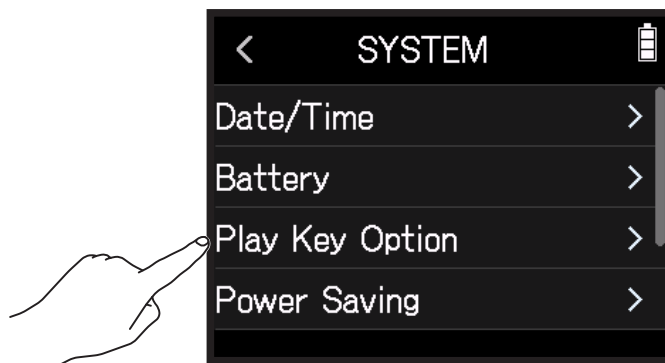 SYSTEM
Date/Time
Battery
Play Key Option
Power Saving